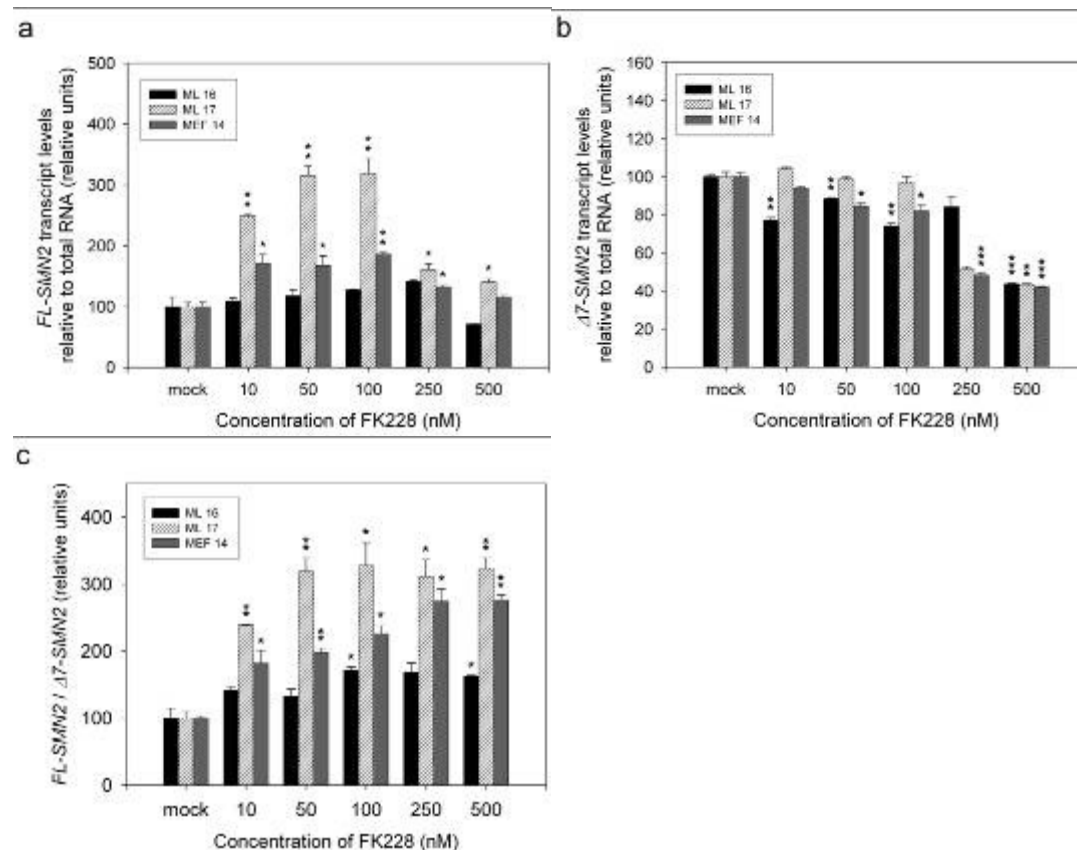 a
FL-SMN2 transcript levels
relative to total RNA (relative units)
500
400
300
200
100
0
ML 16
ML 17
MEF 14
**
*
**
*
**
**
*
*
*
mock 10 50 100 250 500
Concentration of FK228 (nM)
b
Δ7-SMN2 transcript levels
relative to total RNA (relative units)
160
140
120
100
80
60
40
20
0
ML 16
ML 17
MEF 14
**
**
*
**
*
***
***
**
***
mock 10 50 100 250 500
Concentration of FK228 (nM)
c
FL-SMN2 / Δ7-SMN2 (relative units)
400
300
200
100
0
ML 16
ML 17
MEF 14
**
*
**
**
*
*
*
*
*
*
**
**
mock 10 50 100 250 500
Concentration of FK228 (nM)